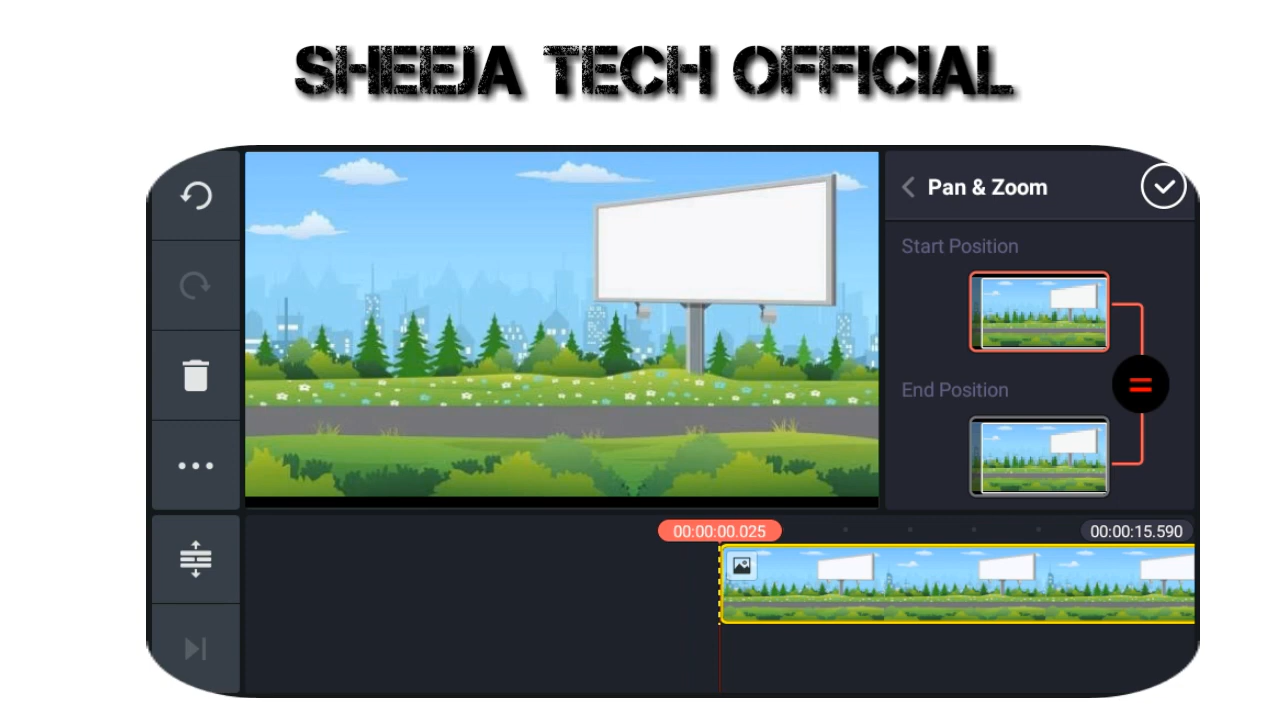 SHEEJA TECH OFFICIAL
Pan & Zoom
Start Position
End Position
00:00:00.025
00:00:15.590